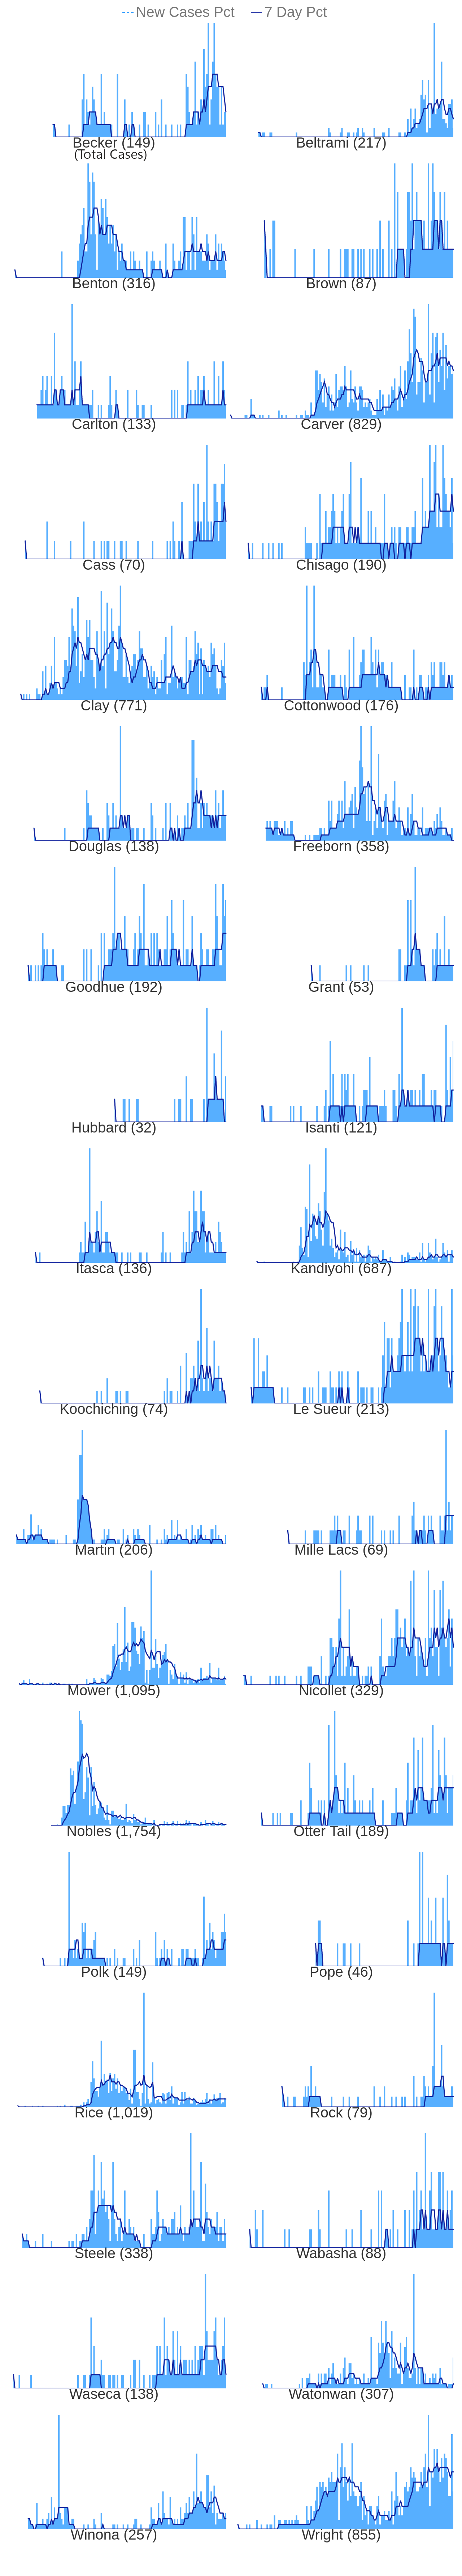 New Cases Pct 7 Day Pct
Becker (149) Beltrami (217)
(Total Cases)
Benton (316) Brown (87)
Carlton (133) Carver (829)
Cass (70) Chisago (190)
Clay (771) Cottonwood (176)
Douglas (138) Freeborn (358)
Goodhue (192) Grant (53)
Hubbard (32) Isanti (121)
Itasca (136) Kandiyohi (687)
Koochiching (74) Le Sueur (213)
Martin (206) Mille Lacs (69)
Mower (1,095) Nicollet (329)
Nobles (1,754) Otter Tail (189)
Polk (149) Pope (46)
Rice (1,019) Rock (79)
Steele (338) Wabasha (88)
Waseca (138) Watonwan (307)
Winona (257) Wright (855)